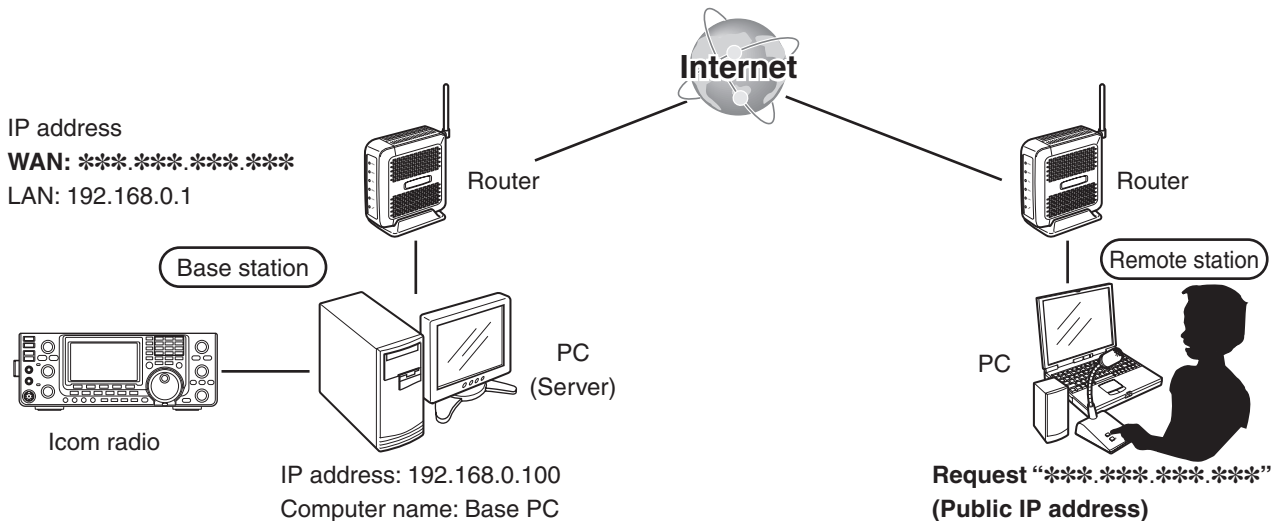 Internet
IP address
WAN: ✽✽✽.✽✽✽.✽✽✽.✽✽✽
LAN: 192.168.0.1
Router
Router
Base station
Remote station
PC
(Server)
PC
Icom radio
IP address: 192.168.0.100
Computer name: Base PC
Request “✽✽✽.✽✽✽.✽✽✽.✽✽✽”
(Public IP address)